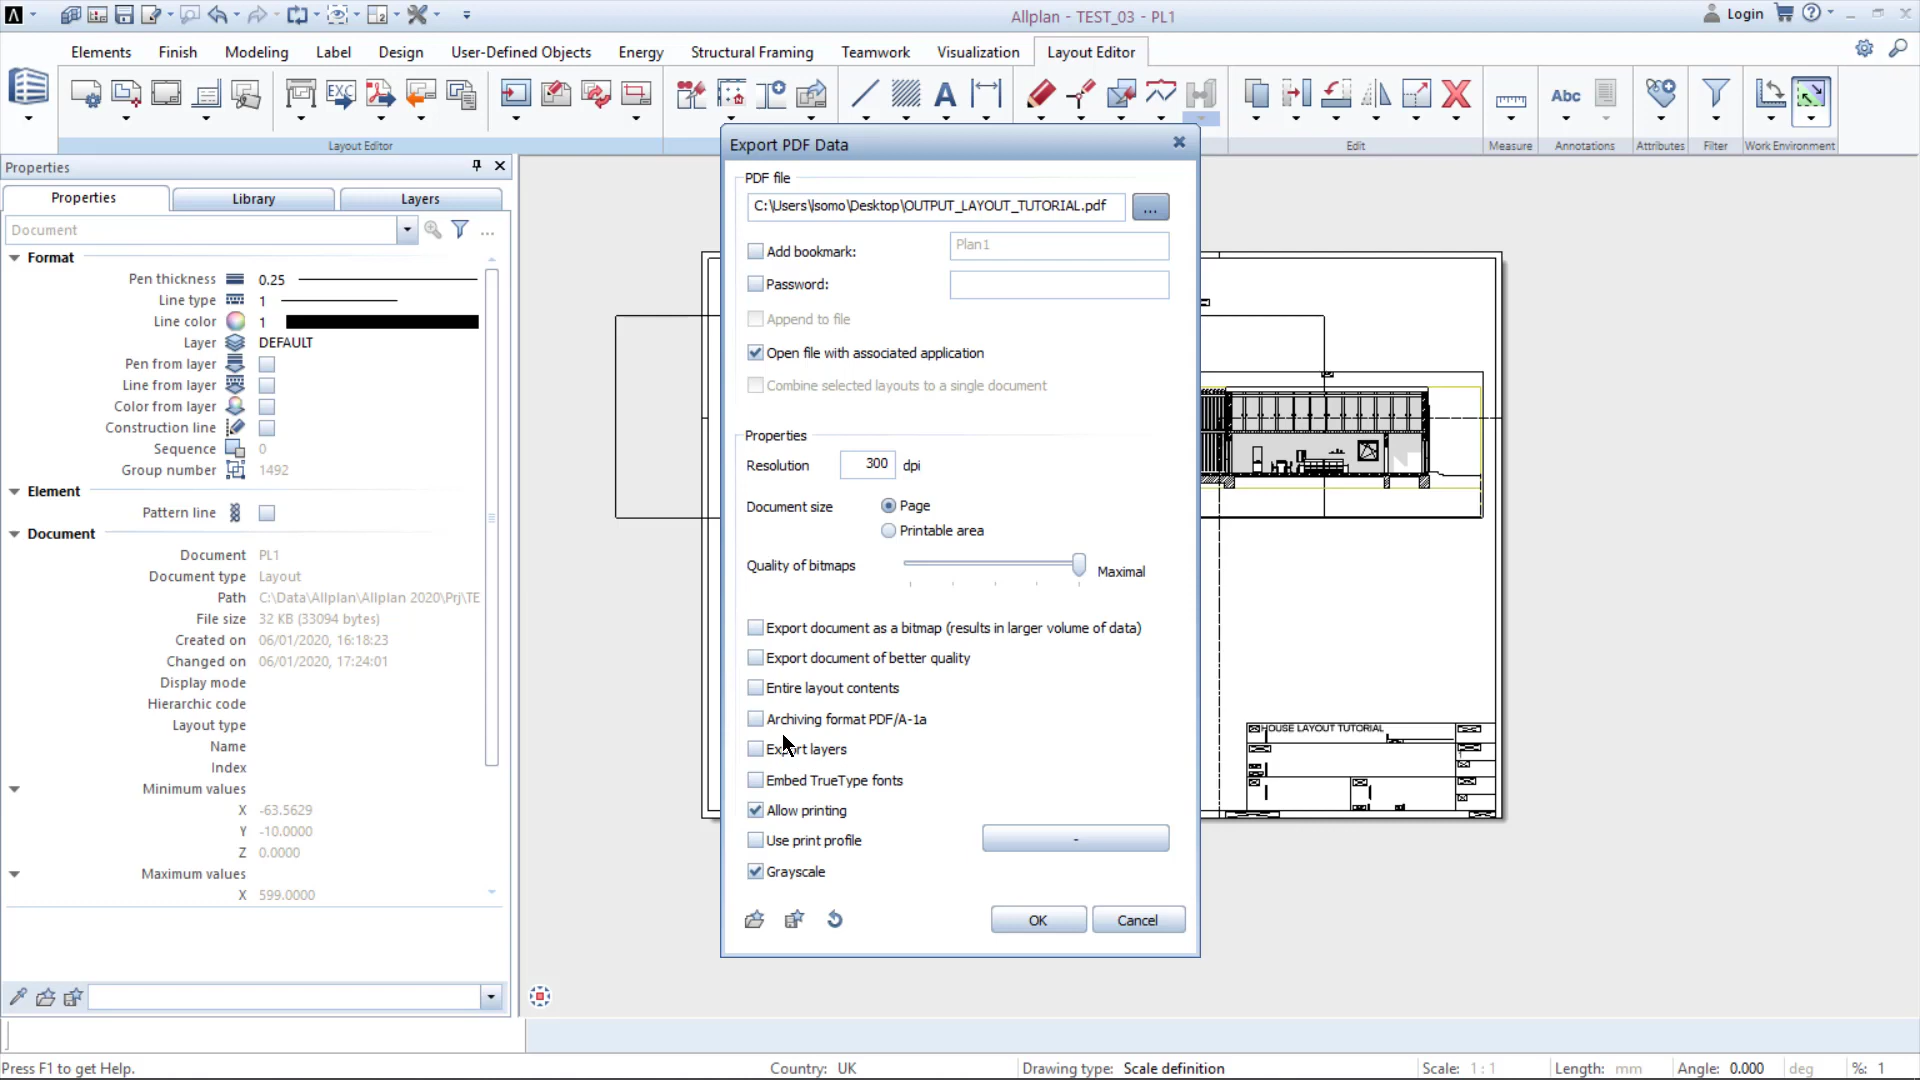 Allplan - TEST_03 - PL1
Login
Elements Finish Modeling Label Design User-Defined Objects Energy Structural Framing Teamwork Visualization Layout Editor
EXC
A
Abc
Layout Editor
Edit
Measure
Annotations
Attributes
Filter
Work Environment
Properties
Properties Library Layers
Document
...
Format
Pen thickness 0.25
Line type 1
Line color 1
Layer DEFAULT
Pen from layer
Line from layer
Color from layer
Construction line
Sequence 0
Group number 1492
Element
Pattern line
Document
Document PL1
Document type Layout
Path C:\Data\Allplan\Allplan 2020\Prj\TE
File size 32 KB (33094 bytes)
Created on 06/01/2020, 16:18:23
Changed on 06/01/2020, 17:24:01
Display mode
Hierarchic code
Layout type
Name
Index
Minimum values
X -63.5629
Y -10.0000
Z 0.0000
Maximum values
X 599.0000
Export PDF Data
PDF file
C:\Users\Jsomo\Desktop\OUTPUT_LAYOUT_TUTORIAL.pdf
...
Add bookmark: Plan1
Password:
Append to file
Open file with associated application
Combine selected layouts to a single document
Properties
Resolution 300 dpi
Document size Page
Printable area
Quality of bitmaps Maximal
Export document as a bitmap (results in larger volume of data)
Export document of better quality
Entire layout contents
Archiving format PDF/A-1a
Export layers
Embed TrueType fonts
Allow printing
Use print profile -
Grayscale
OK Cancel
HOUSE LAYOUT TUTORIAL
Press F1 to get Help.
Country: UK
Drawing type: Scale definition
Scale: 1 : 1
Length: mm
Angle: 0.000 deg
%: 1